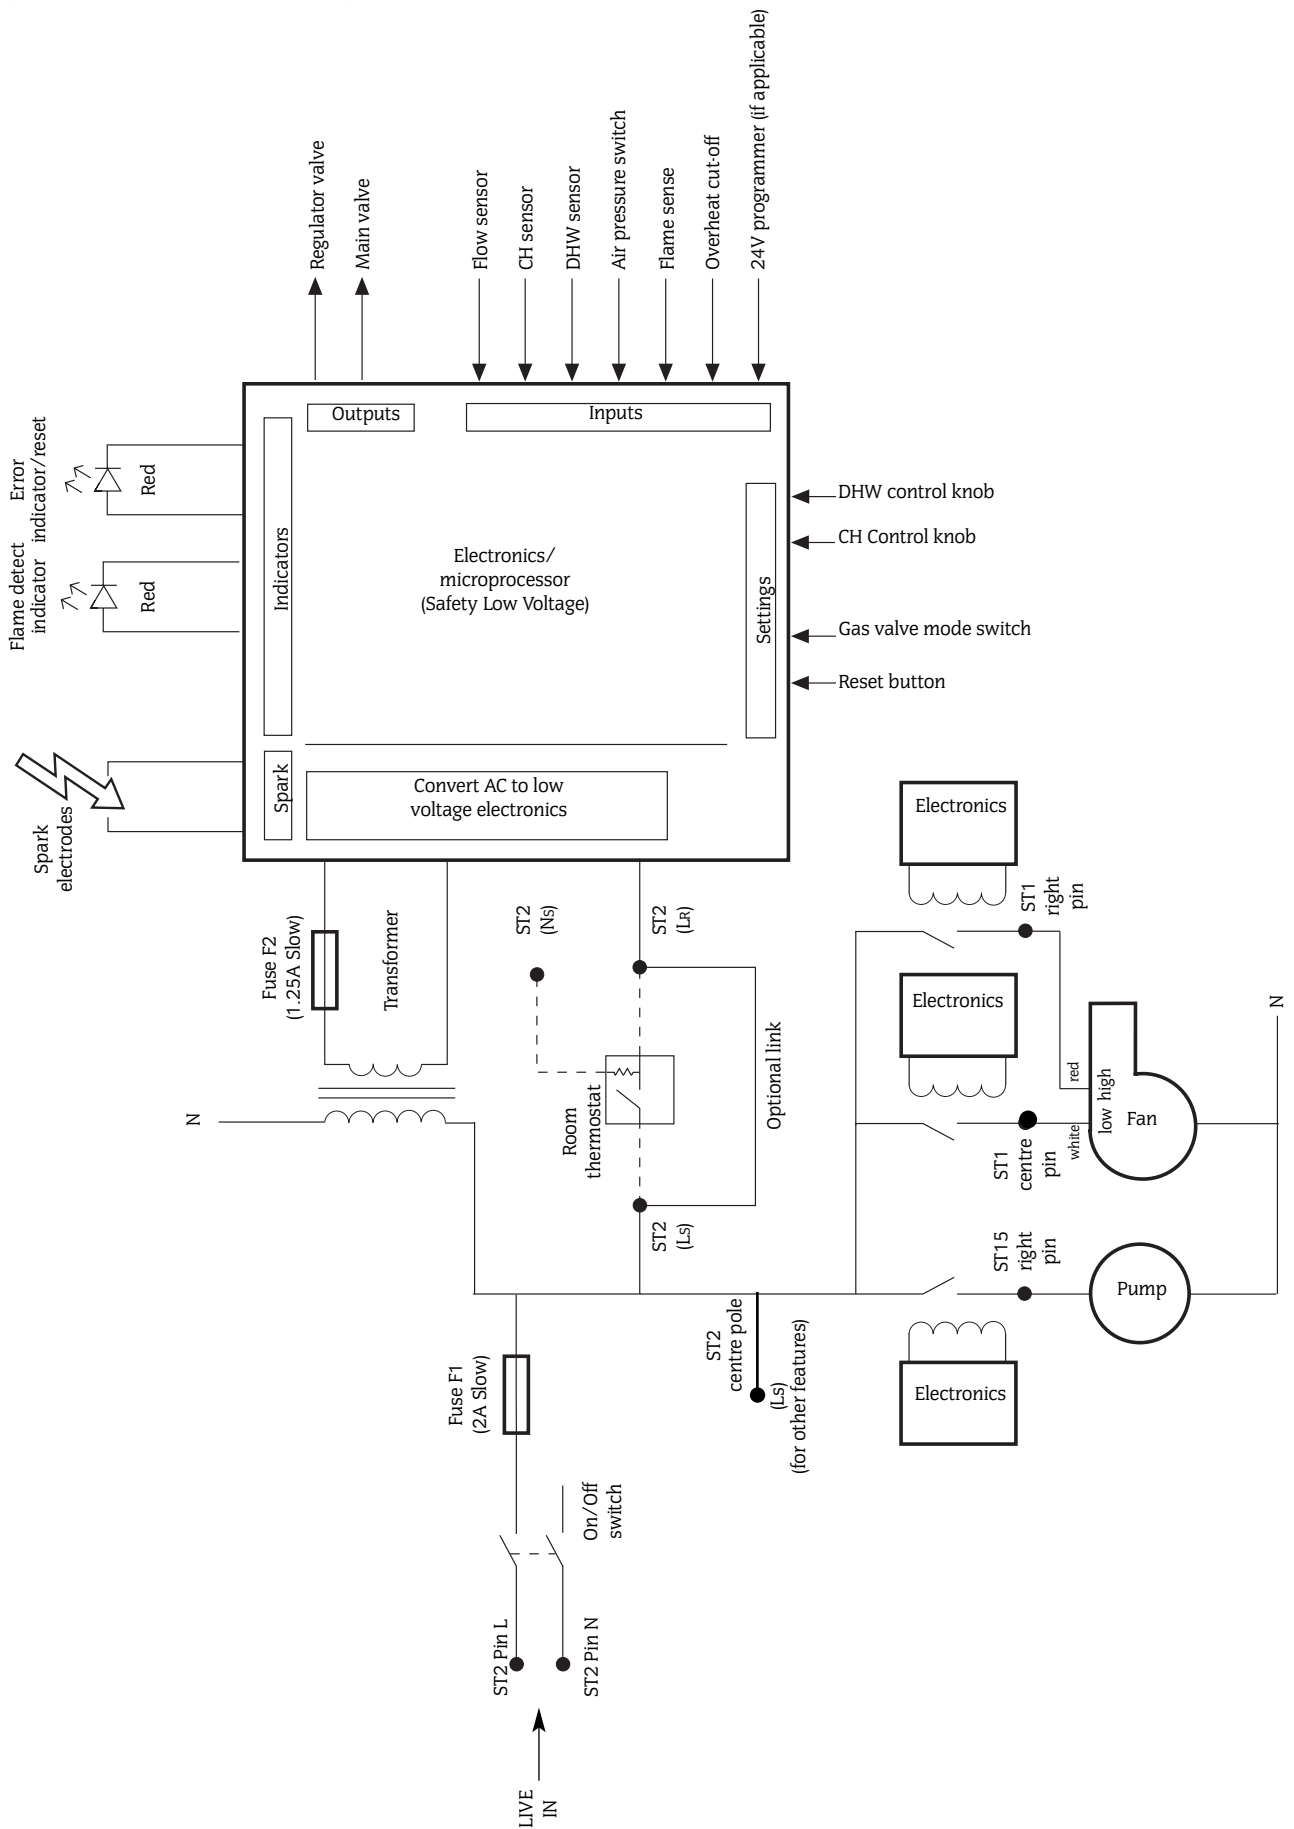 Regulator valve
Main valve
Flow sensor
CH sensor
DHW sensor
Air pressure switch
Flame sense
Overheat cut-off
24V programmer (if applicable)
Error
indicator/reset
Red
Flame detect
indicator
Red
Spark
electrodes
Outputs
Inputs
Indicators
Spark
Settings
Electronics/
microprocessor
(Safety Low Voltage)
Convert AC to low
voltage electronics
DHW control knob
CH Control knob
Gas valve mode switch
Reset button
Fuse F2
(1.25A Slow)
Transformer
N
ST2
(Ns)
ST2
(LR)
Room
thermostat
Optional link
ST2
(Ls)
Electronics
ST1
right
pin
Electronics
red
low high
Fan
white
ST1
centre
pin
N
ST15
right
pin
Pump
Electronics
ST2
centre pole
(Ls)
(for other features)
Fuse F1
(2A Slow)
On/Off
switch
ST2 Pin L
ST2 Pin N
LIVE
IN